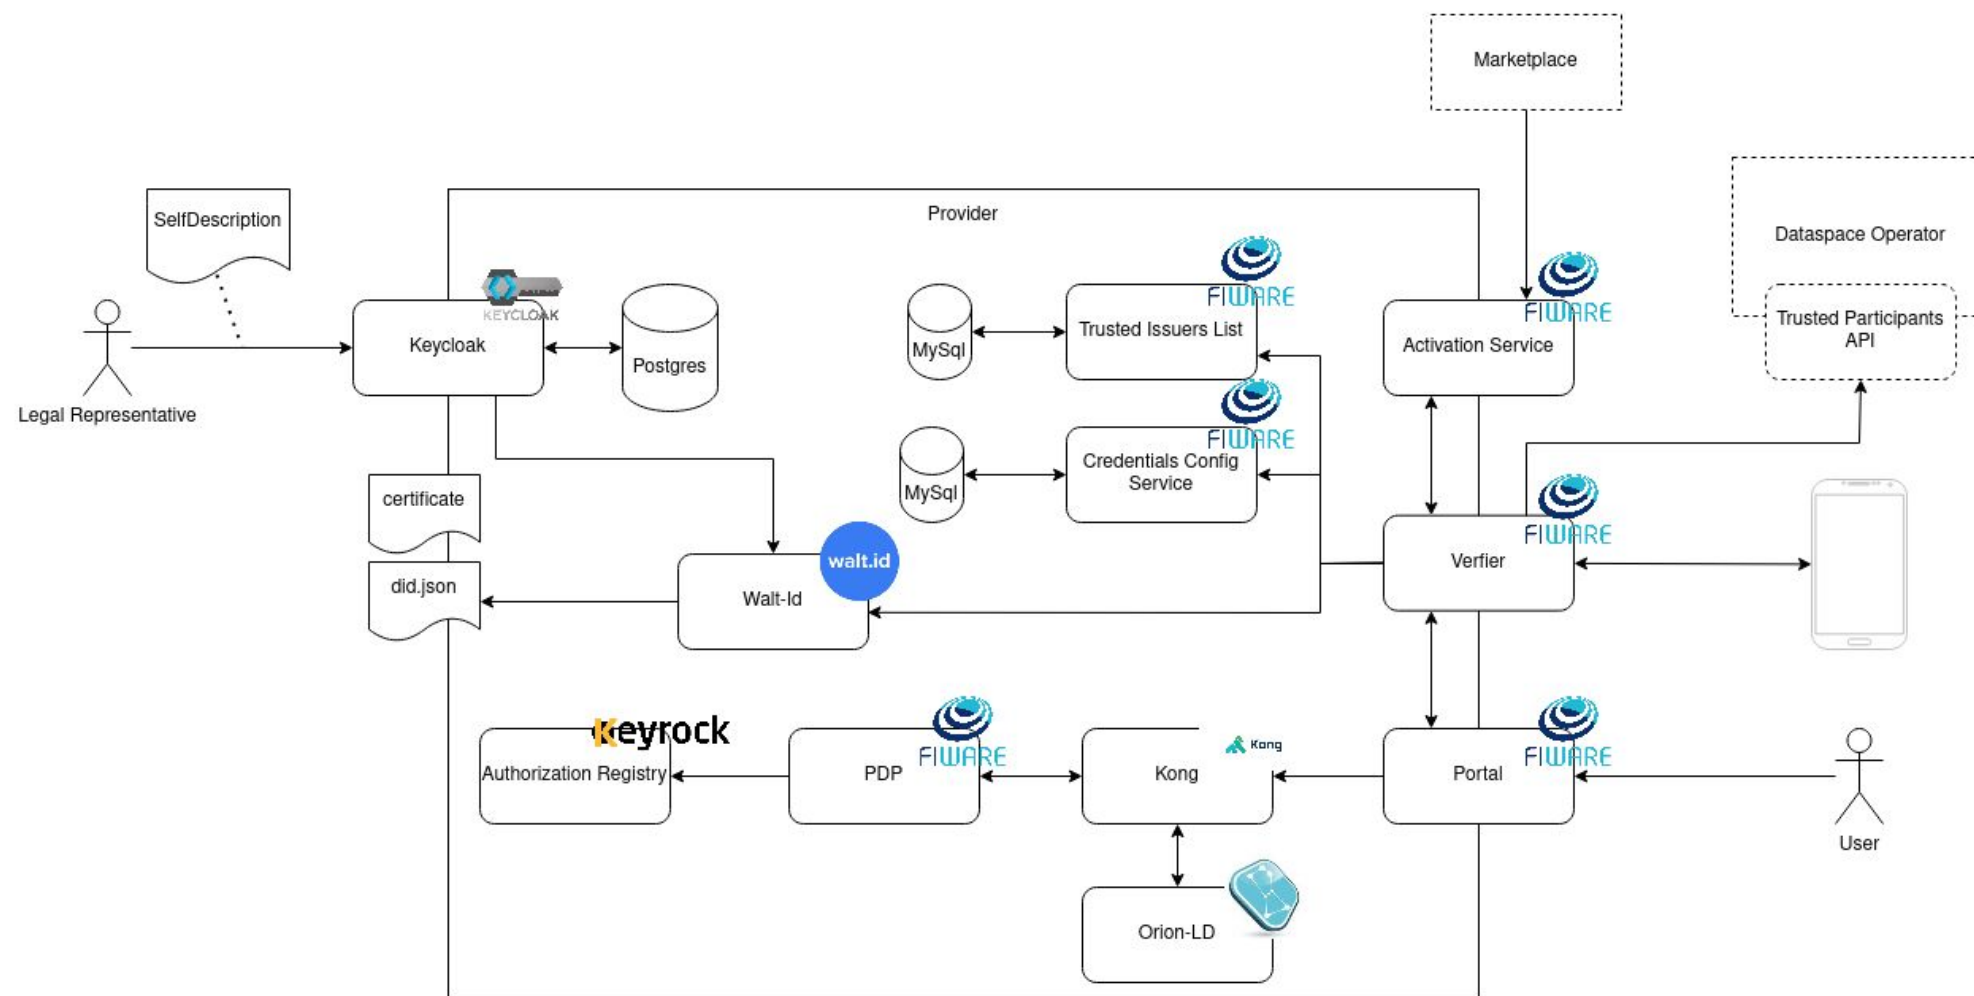 Marketplace
SelfDescription
Provider
Dataspace Operator
KEYCLOAK
FIWARE
FIWARE
Keycloak
Postgres
MySql
Trusted Issuers List
Activation Service
Trusted Participants
API
Legal Representative
FIWARE
certificate
MySql
Credentials Config
Service
FIWARE
did.json
walt.id
Walt-Id
Verfier
keyrock
FIWARE
Kong
FIWARE
Authorization Registry
PDP
Kong
Portal
User
Orion-LD